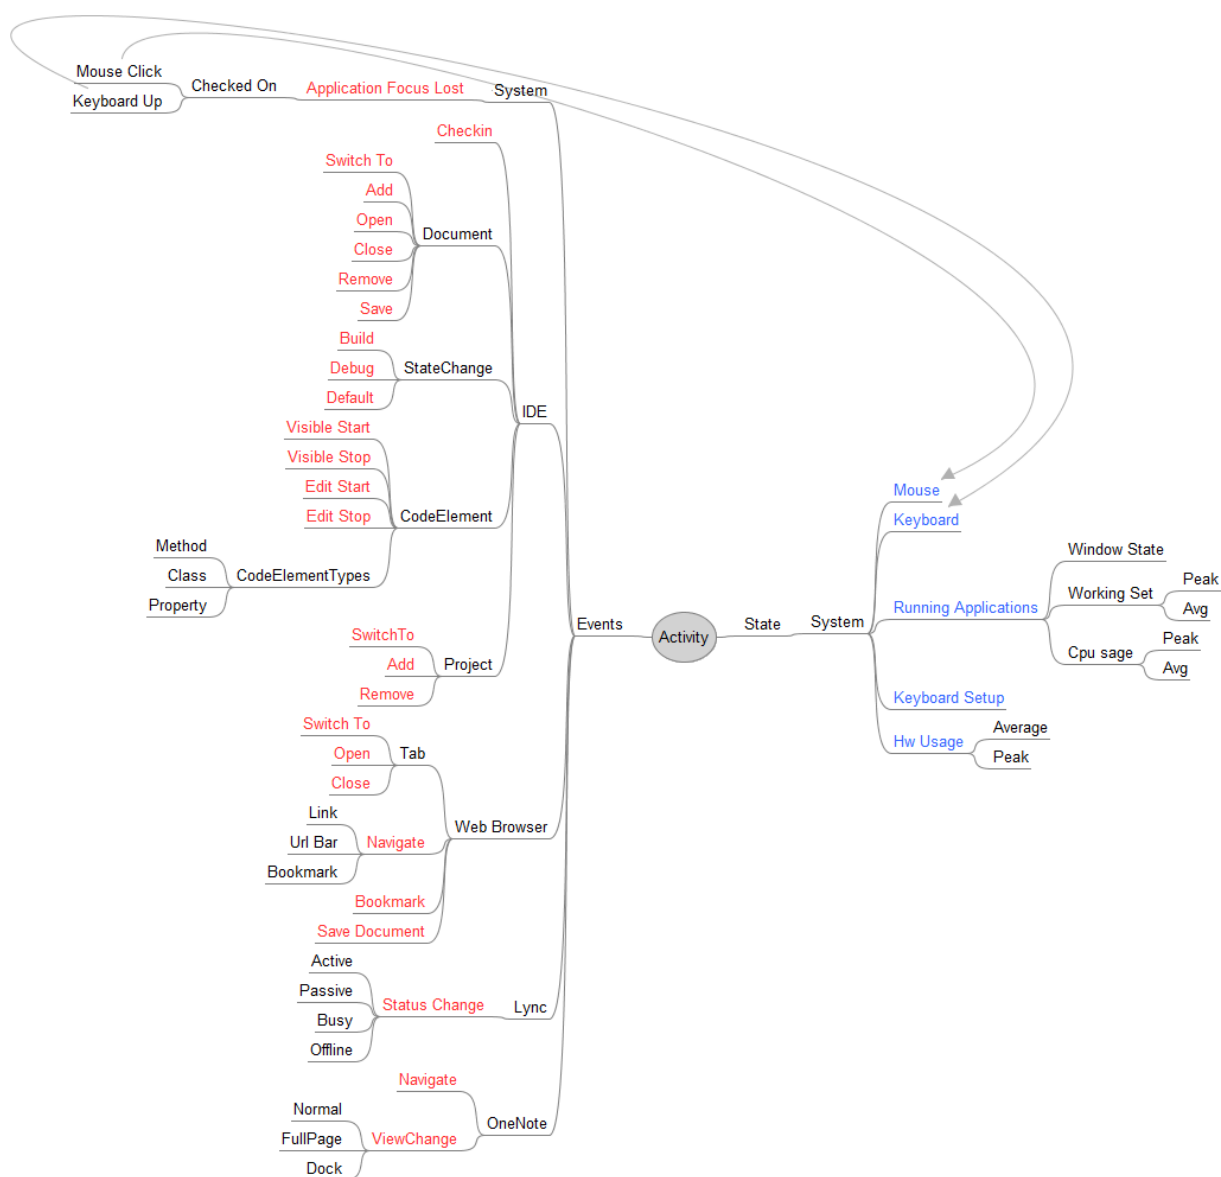 Mouse Click
Keyboard Up
Checked On
Application Focus Lost
System
Checkin
Switch To
Add
Open
Close
Remove
Save
Document
Build
Debug
Default
StateChange
IDE
Visible Start
Visible Stop
Edit Start
Edit Stop
CodeElement
Method
Class
Property
CodeElementTypes
SwitchTo
Add
Remove
Project
Events
Activity
State
System
Mouse
Keyboard
Running Applications
Window State
Working Set
Peak
Avg
Cpu sage
Peak
Avg
Keyboard Setup
Hw Usage
Average
Peak
Switch To
Open
Close
Tab
Link
Url Bar
Bookmark
Navigate
Web Browser
Bookmark
Save Document
Active
Passive
Busy
Offline
Status Change
Lync
Navigate
OneNote
Normal
FullPage
Dock
ViewChange